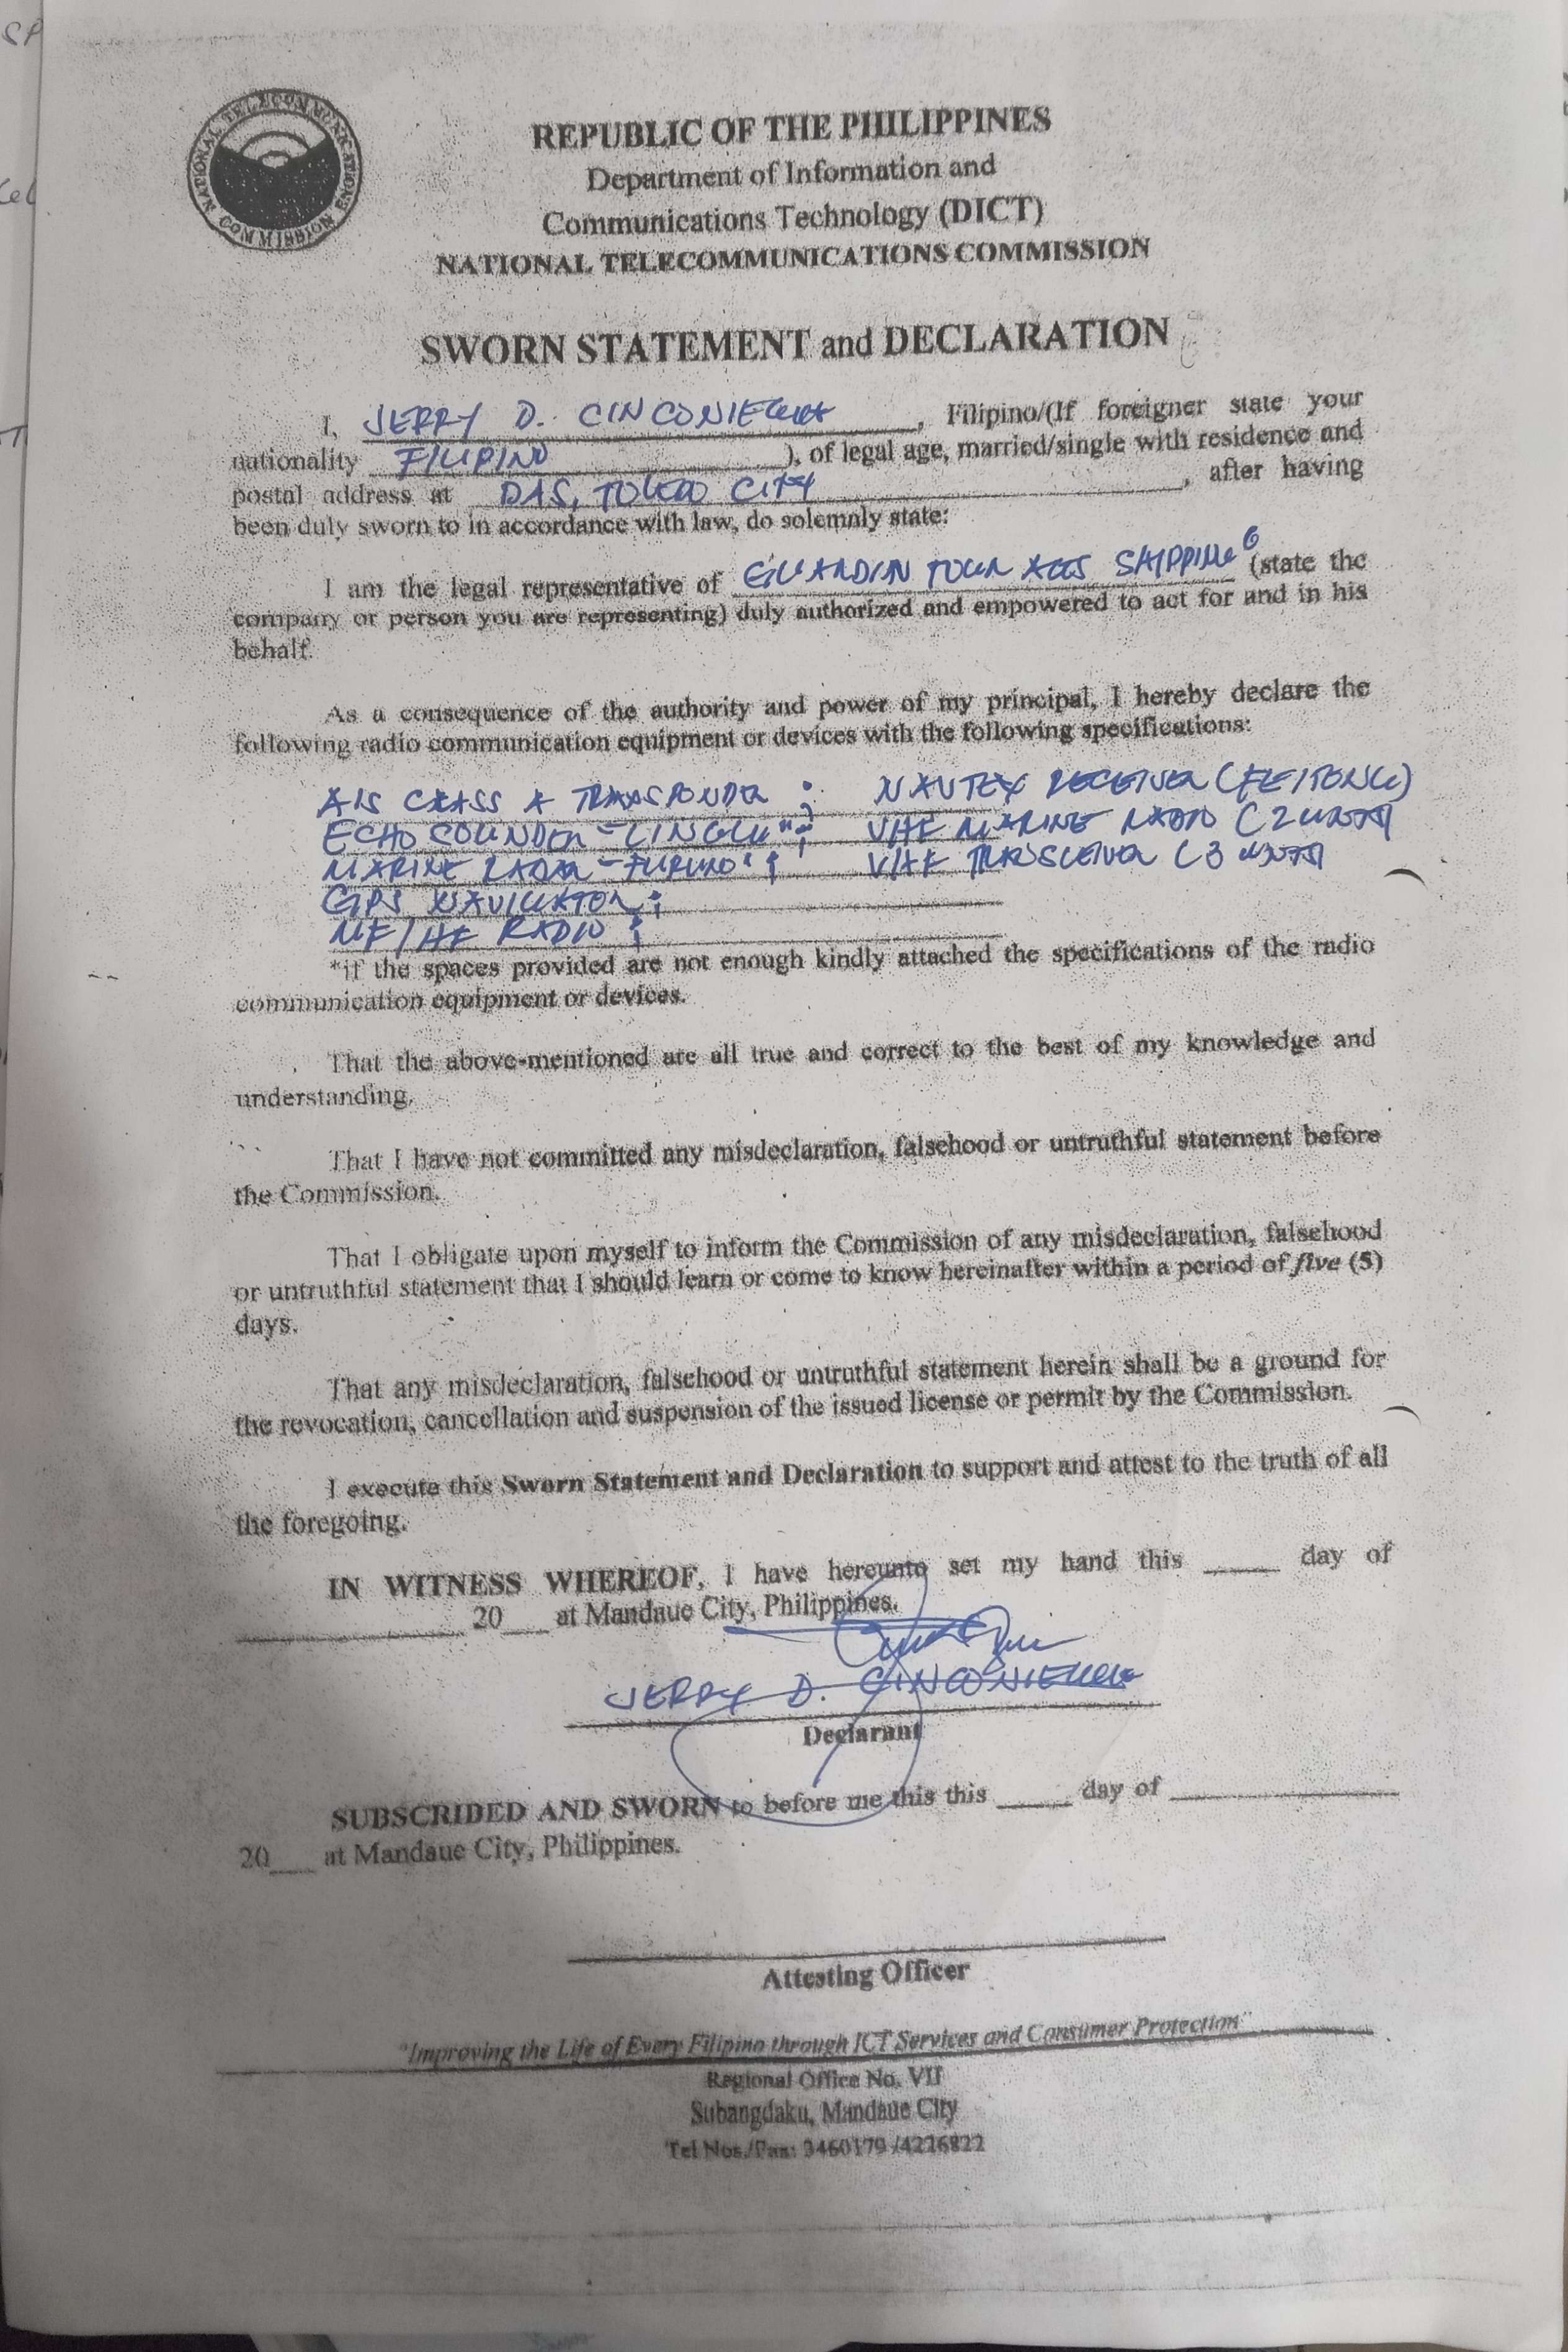 NATIONAL TELECOMMUNICATIONS COMMISSION
REPUBLIC OF THE PHILIPPINES
Department of Information and
Communications Technology (DICT)
NATIONAL TELECOMMUNICATIONS COMMISSION
SWORN STATEMENT and DECLARATION
I, JERRY D. , Filipino/(If foreigner state your
nationality FILIPINO ), of legal age, married/single with residence and
postal address at DAS, TOLEDO CITY , after having
been duly sworn to in accordance with law, do solemnly state:
I am the legal representative of SHIPPING (state the
company or person you are representing) duly authorized and empowered to act for and in his
behalf.
As a consequence of the authority and power of my principal, I hereby declare the
following radio communication equipment or devices with the following specifications:
AIS CLASS A TRANSPONDER ; NAVTEX RECEIVER
ECHO SOUNDER ; VHF MARINE RADIO (2 UNITS)
MARINE RADAR - FURUNO ; VHF TRANSCEIVER (3 UNITS)
GPS NAVIGATOR ;
MF/HF RADIO ;
*if the spaces provided are not enough kindly attached the specifications of the radio
communication equipment or devices.
That the above-mentioned are all true and correct to the best of my knowledge and
understanding.
That I have not committed any misdeclaration, falsehood or untruthful statement before
the Commission.
That I obligate upon myself to inform the Commission of any misdeclaration, falsehood
or untruthful statement that I should learn or come to know hereinafter within a period of five (5)
days.
That any misdeclaration, falsehood or untruthful statement herein shall be a ground for
the revocation, cancellation and suspension of the issued license or permit by the Commission.
I execute this Sworn Statement and Declaration to support and attest to the truth of all
the foregoing.
IN WITNESS WHEREOF, I have hereunto set my hand this ____ day of
____ 20__ at Mandaue City, Philippines.
JERRY D.
Declarant
SUBSCRIDED AND SWORN to before me this this ____ day of ____
20__ at Mandaue City, Philippines.
Attesting Officer
"Improving the Life of Every Filipino through ICT Services and Consumer Protection"
Regional Office No. VII
Subangdaku, Mandaue City
Tel Nos./Fax: 3460179 /4226822